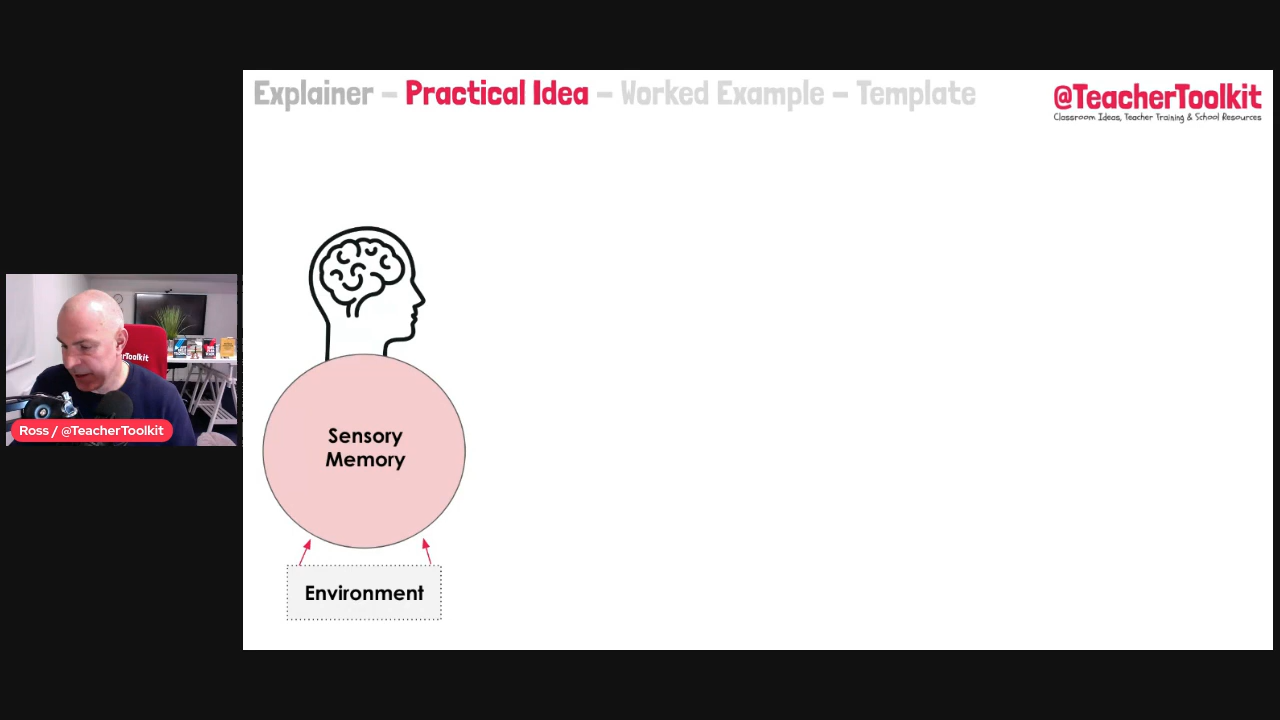 Explainer – Practical Idea – Worked Example – Template
@TeacherToolkit
Classroom Ideas, Teacher Training & School Resources
Sensory
Memory
Environment
Ross / @TeacherToolkit